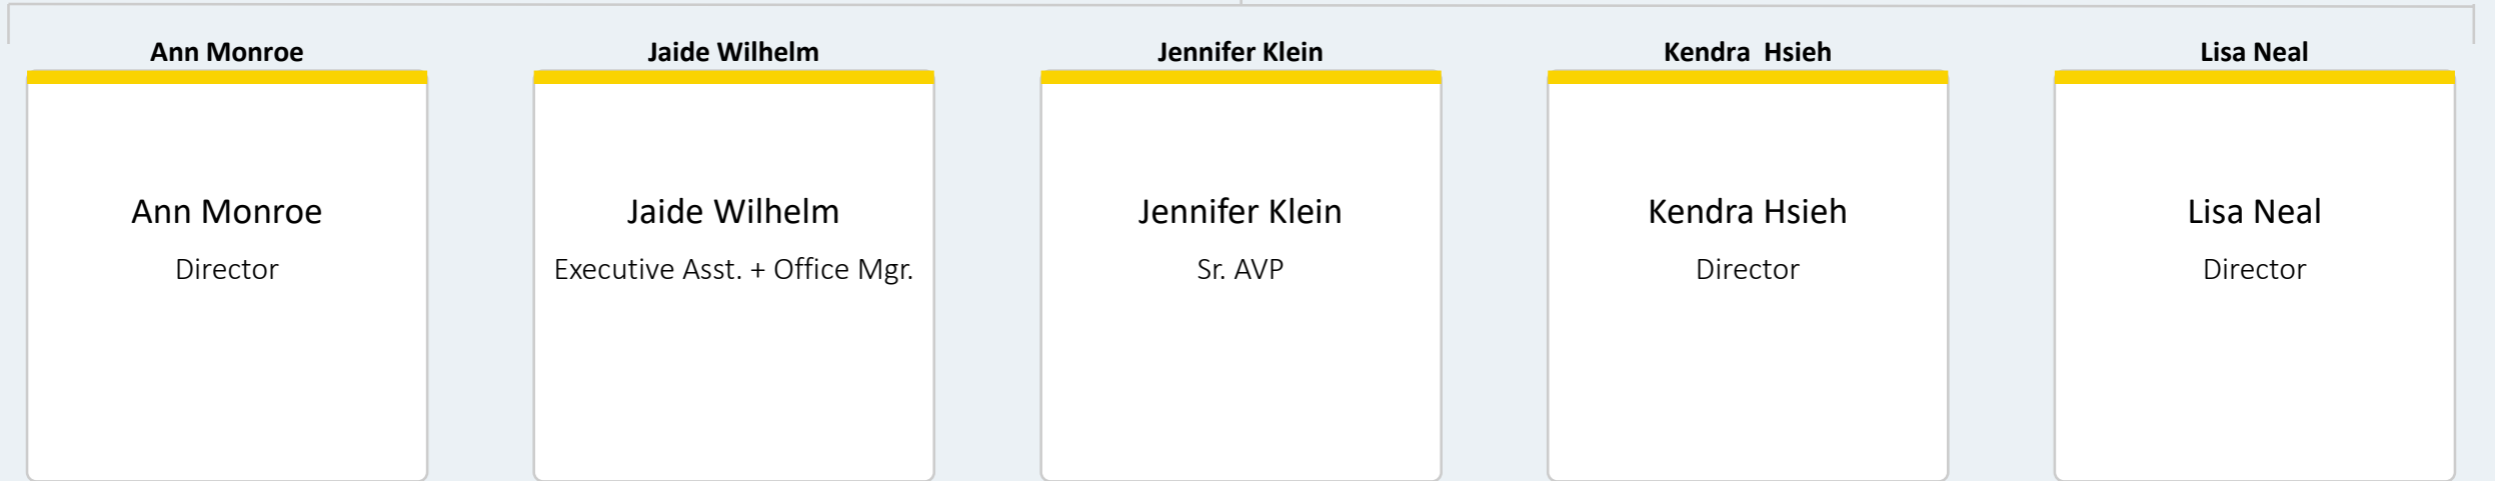 Ann Monroe
Jaide Wilhelm
Jennifer Klein
Kendra  Hsieh
Lisa Neal
Ann Monroe
Director
Jaide Wilhelm
Executive Asst. + Office Mgr.
Jennifer Klein
Sr. AVP
Kendra Hsieh
Director
Lisa Neal
Director